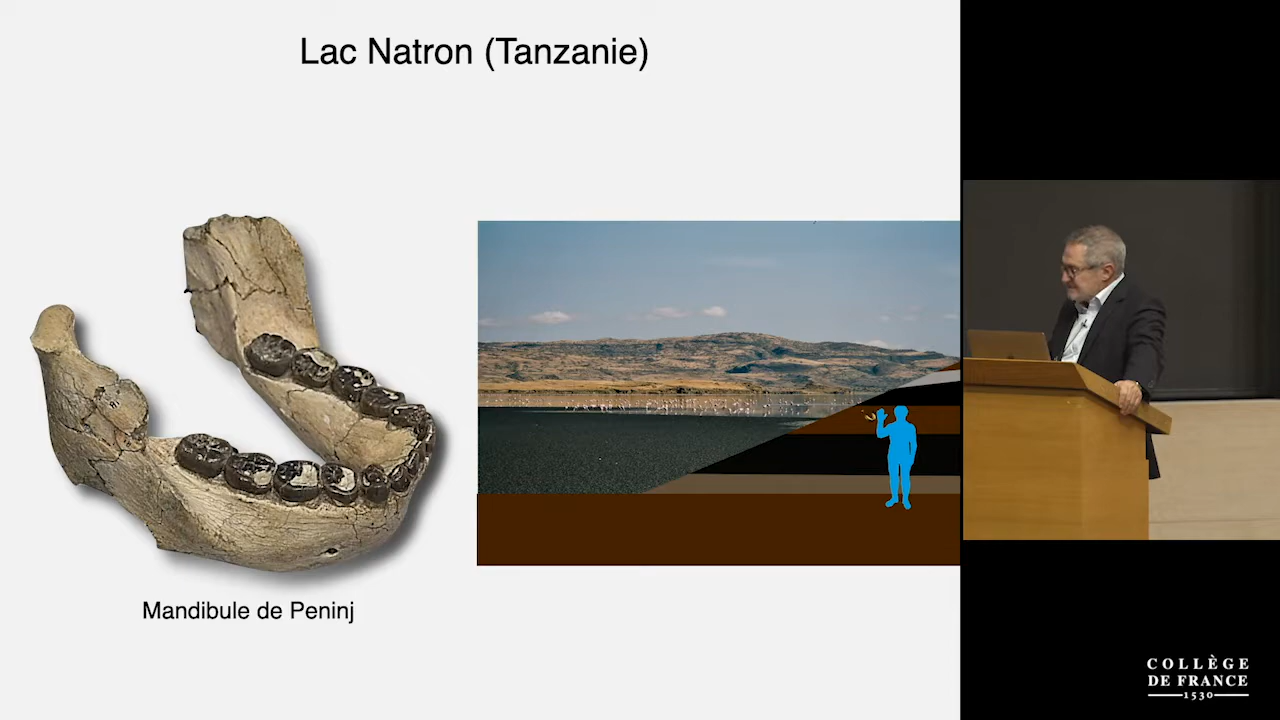 Lac Natron (Tanzanie)
Mandibule de Peninj
COLLÈGE
DE FRANCE
1530